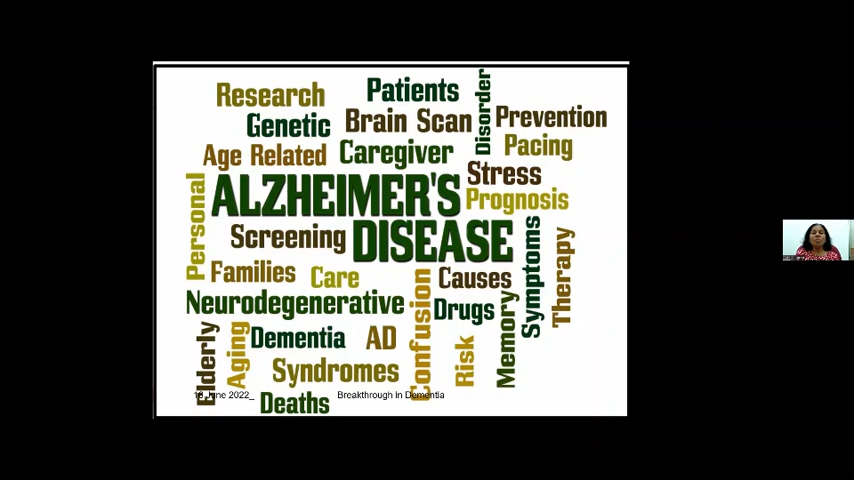 Research
Patients
Disorder
Genetic
Brain Scan
Prevention
Age Related
Caregiver
Pacing
Stress
Personal
ALZHEIMER'S
Prognosis
Screening
DISEASE
Symptoms
Therapy
Families
Care
Causes
Neurodegenerative
Confusion
Drugs
Memory
Elderly
Aging
Dementia
AD
Risk
Syndromes
June 2022_
Breakthrough In Dementia
Deaths